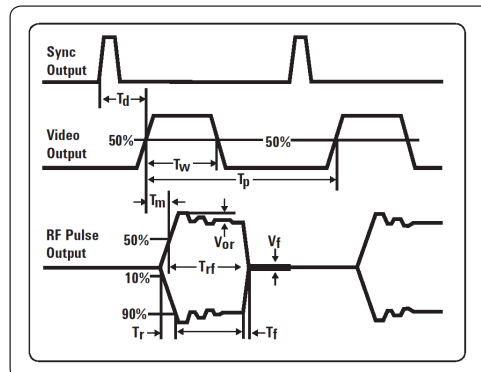 Sync
Output
Td
Video
Output
50%
50%
Tw
Tp
Tm
RF Pulse
Output
50%
Vor
Vf
Trf
10%
90%
Tr
Tf